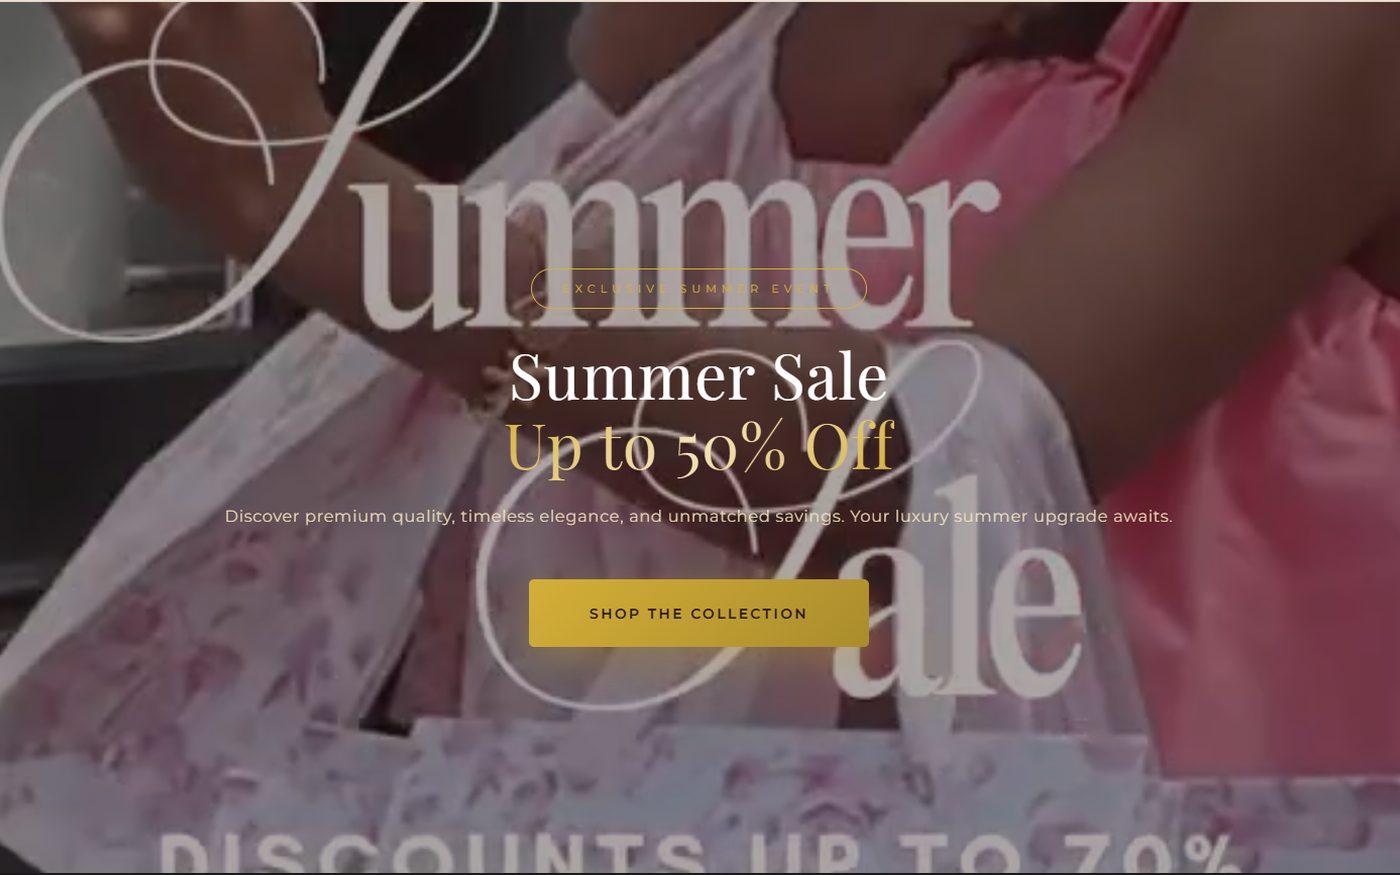 Summer
EXCLUSIVE SUMMER EVENT
Summer Sale
Up to 50% Off
Discover premium quality, timeless elegance, and unmatched savings. Your luxury summer upgrade awaits.
Sale
SHOP THE COLLECTION
DISCOUNTS UP TO 70%